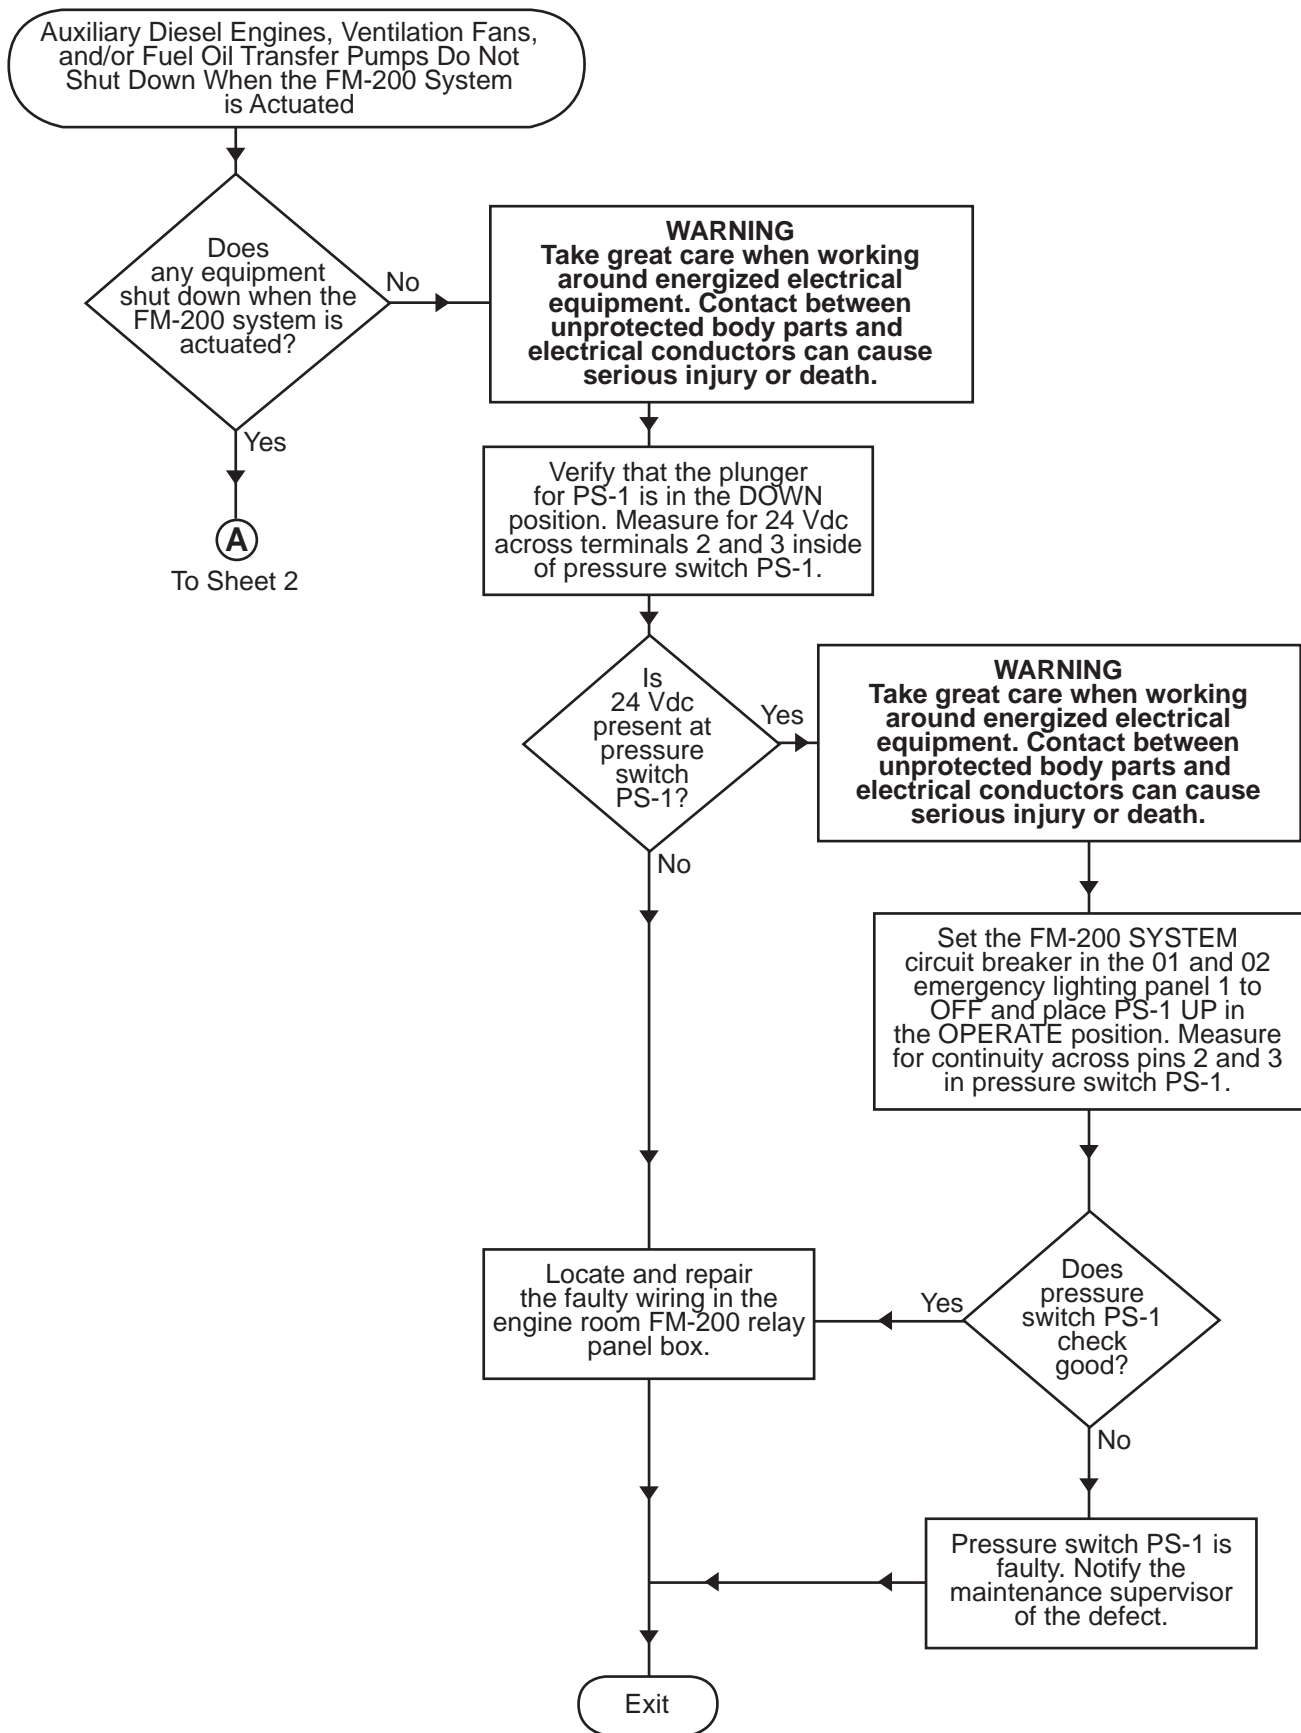 Auxiliary Diesel Engines, Ventilation Fans,
and/or Fuel Oil Transfer Pumps Do Not
Shut Down When the FM-200 System
is Actuated
Does
any equipment
shut down when the
FM-200 system is
actuated?
No
Yes
A
To Sheet 2
WARNING
Take great care when working
around energized electrical
equipment. Contact between
unprotected body parts and
electrical conductors can cause
serious injury or death.
Verify that the plunger
for PS-1 is in the DOWN
position. Measure for 24 Vdc
across terminals 2 and 3 inside
of pressure switch PS-1.
Is
24 Vdc
present at
pressure
switch
PS-1?
Yes
No
WARNING
Take great care when working
around energized electrical
equipment. Contact between
unprotected body parts and
electrical conductors can cause
serious injury or death.
Set the FM-200 SYSTEM
circuit breaker in the 01 and 02
emergency lighting panel 1 to
OFF and place PS-1 UP in
the OPERATE position. Measure
for continuity across pins 2 and 3
in pressure switch PS-1.
Does
pressure
switch PS-1
check
good?
Yes
No
Locate and repair
the faulty wiring in the
engine room FM-200 relay
panel box.
Pressure switch PS-1 is
faulty. Notify the
maintenance supervisor
of the defect.
Exit